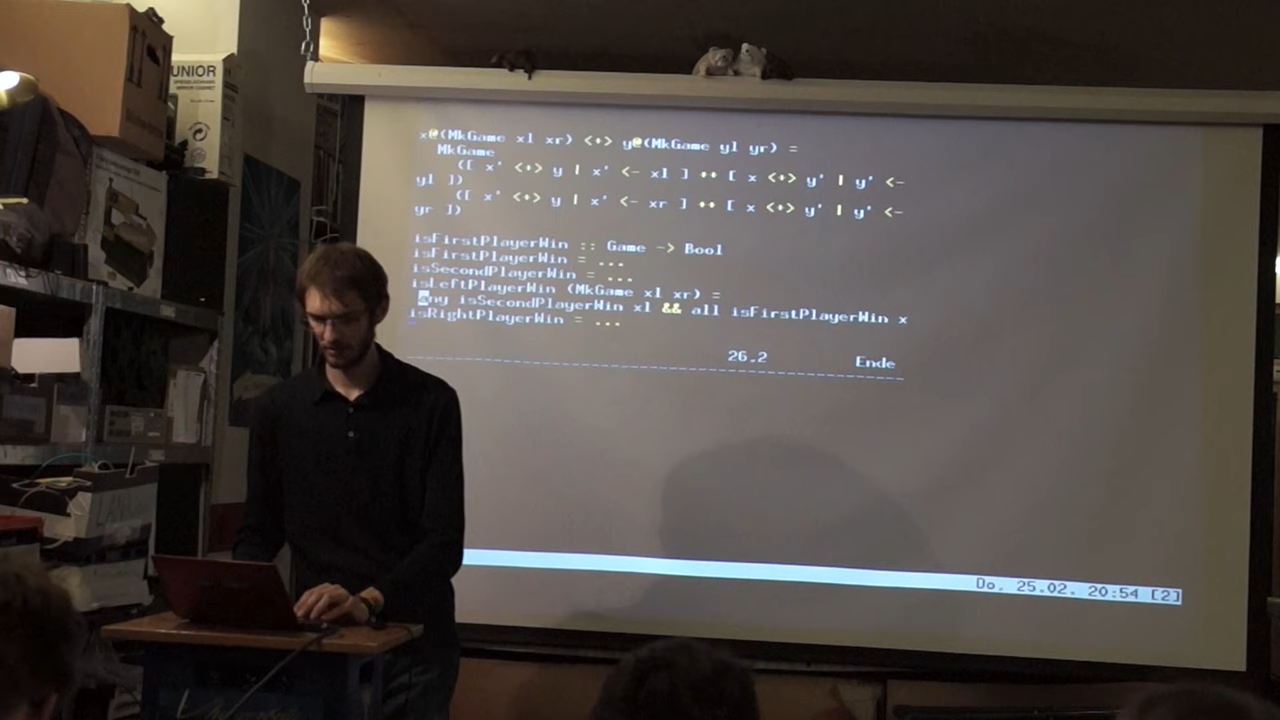 UNIOR
x@(MkGame xl xr) <+> y@(MkGame yl yr) =
MkGame
([ x' <+> y | x' <- xl ] ++ [ x <+> y' | y' <-
yl ])
([ x' <+> y | x' <- xr ] ++ [ x <+> y' | y' <-
yr ])
isFirstPlayerWin :: Game -> Bool
isFirstPlayerWin = ...
isSecondPlayerWin = ...
isLeftPlayerWin (MkGame xl xr) =
any isSecondPlayerWin xl && all isFirstPlayerWin x
isRightPlayerWin = ...
26.2 Ende
Do, 25.02. 20:54 [2]